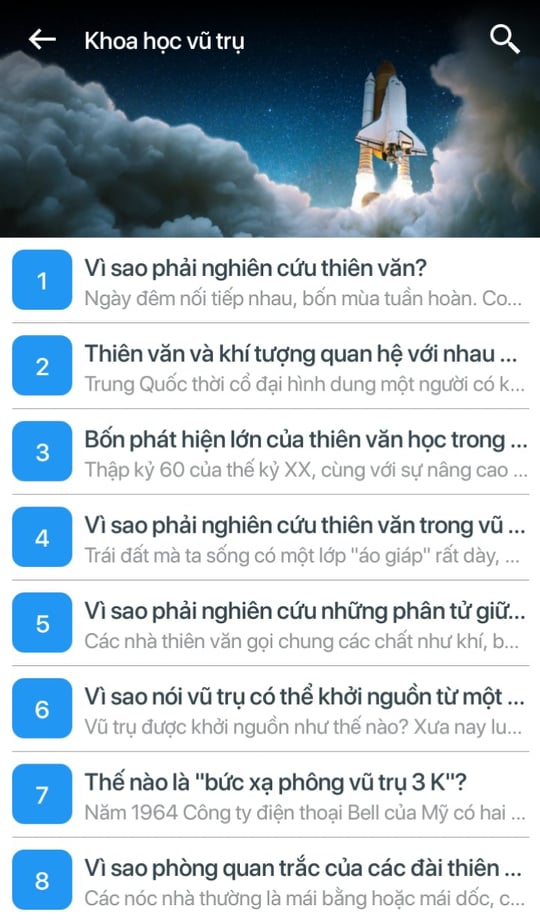 Khoa học vũ trụ
1
Vì sao phải nghiên cứu thiên văn?
Ngày đêm nối tiếp nhau, bốn mùa tuần hoàn. Co...
2
Thiên văn và khí tượng quan hệ với nhau ...
Trung Quốc thời cổ đại hình dung một người có k...
3
Bốn phát hiện lớn của thiên văn học trong ...
Thập kỷ 60 của thế kỷ XX, cùng với sự nâng cao ...
4
Vì sao phải nghiên cứu thiên văn trong vũ ...
Trái đất mà ta sống có một lớp "áo giáp" rất dày, ...
5
Vì sao phải nghiên cứu những phân tử giữ...
Các nhà thiên văn gọi chung các chất như khí, b...
6
Vì sao nói vũ trụ có thể khởi nguồn từ một ...
Vũ trụ được khởi nguồn như thế nào? Xưa nay lu...
7
Thế nào là "bức xạ phông vũ trụ 3 K"?
Năm 1964 Công ty điện thoại Bell của Mỹ có hai ...
8
Vì sao phòng quan trắc của các đài thiên ...
Các nóc nhà thường là mái bằng hoặc mái dốc, c...